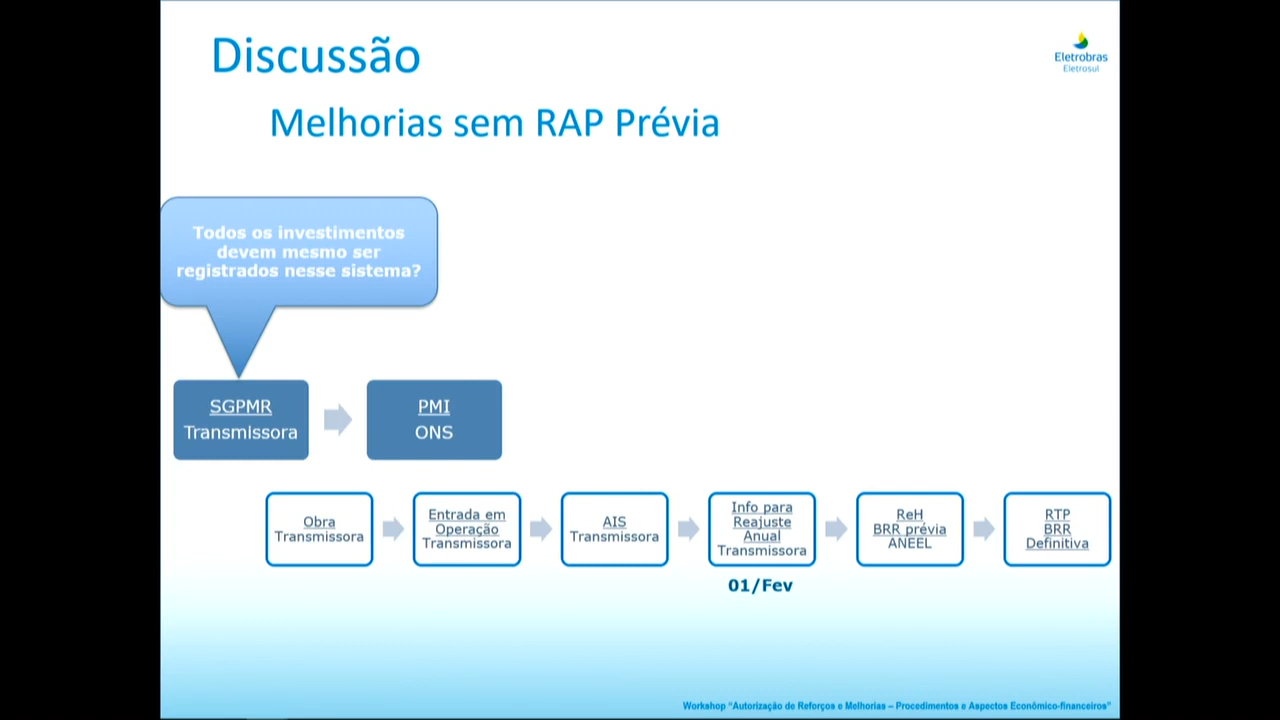 Discussão
Eletrobras
Eletrosul
Melhorias sem RAP Prévia
Todos os investimentos
devem mesmo ser
registrados nesse sistema?
SGPMR
Transmissora
PMI
ONS
Obra
Transmissora
Entrada em
Operação
Transmissora
AIS
Transmissora
Info para
Reajuste
Anual
Transmissora
ReH
BRR prévia
ANEEL
RTP
BRR
Definitiva
01/Fev
Workshop “Autorização de Reforços e Melhorias – Procedimentos e Aspectos Econômico-financeiros”